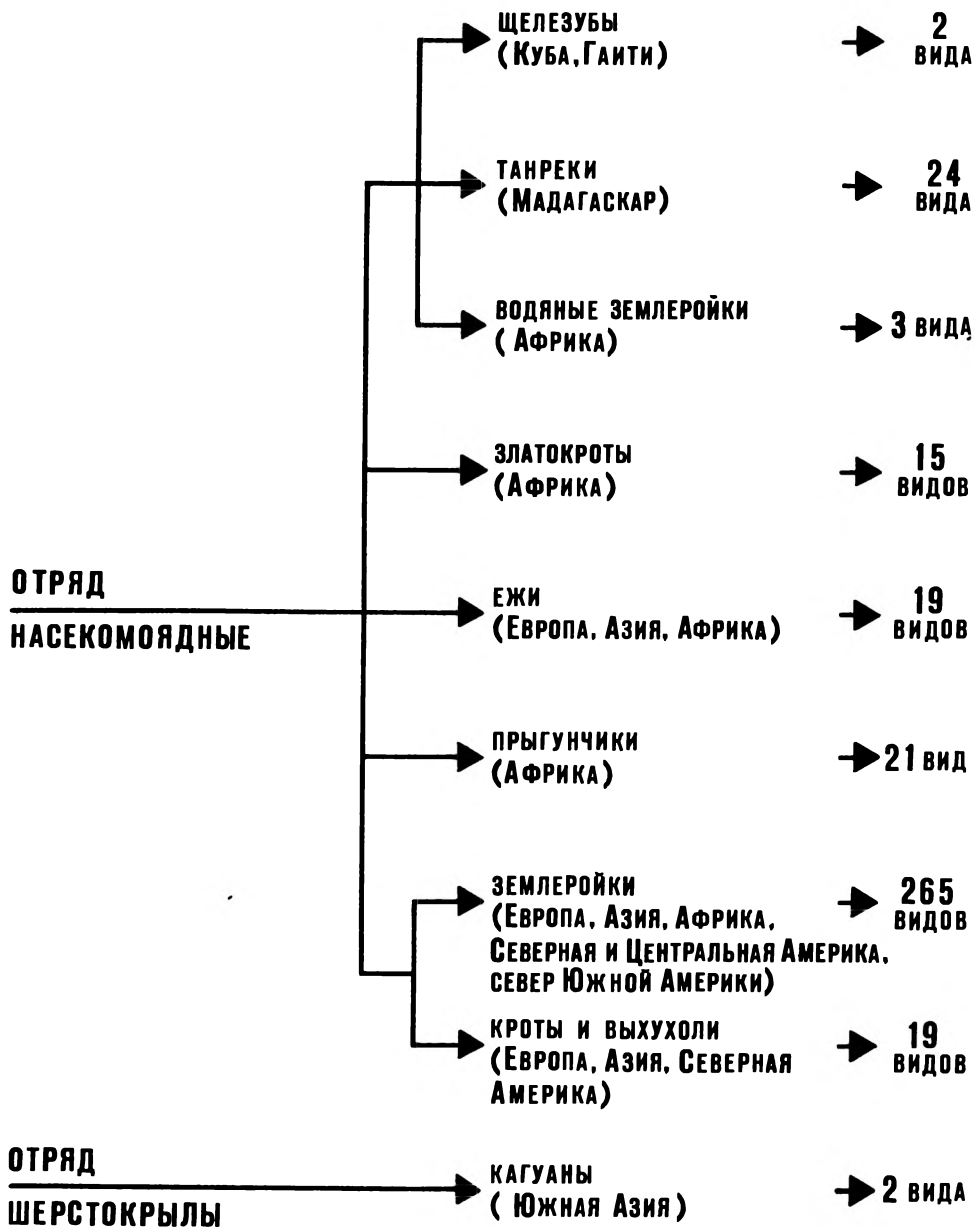 ЩЕЛЕЗУБЫ
(КУБА, ГАИТИ)
2
ВИДА
ТАНРЕКИ
(МАДАГАСКАР)
24
ВИДА
ВОДЯНЫЕ ЗЕМЛЕРОЙКИ
(АФРИКА)
3 ВИДА
ЗЛАТОКРОТЫ
(АФРИКА)
15
ВИДОВ
ОТРЯД
НАСЕКОМОЯДНЫЕ
ЕЖИ
(ЕВРОПА, АЗИЯ, АФРИКА)
19
ВИДОВ
ПРЫГУНЧИКИ
(АФРИКА)
21 ВИД
ЗЕМЛЕРОЙКИ
(ЕВРОПА, АЗИЯ, АФРИКА,
СЕВЕРНАЯ И ЦЕНТРАЛЬНАЯ АМЕРИКА,
СЕВЕР ЮЖНОЙ АМЕРИКИ)
265
ВИДОВ
КРОТЫ И ВЫХУХОЛИ
(ЕВРОПА, АЗИЯ, СЕВЕРНАЯ
АМЕРИКА)
19
ВИДОВ
ОТРЯД
ШЕРСТОКРЫЛЫ
КАГУАНЫ
(ЮЖНАЯ АЗИЯ)
2 ВИДА